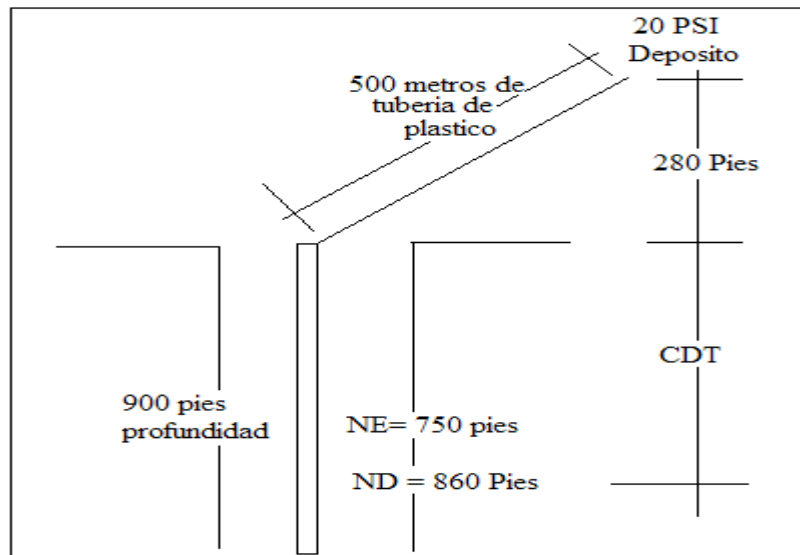 20 PSI
Deposito
500 metros de
tuberia de
plastico
280 Pies
CDT
900 pies
profundidad
NE= 750 pies
ND = 860 Pies